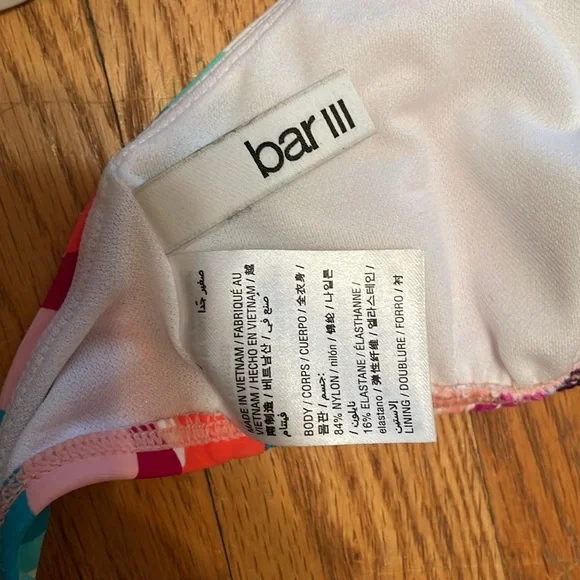 bar III
صغير جدًا
MADE IN VIETNAM / FABRIQUÉ AU
VIETNAM / HECHO EN VIETNAM / 越
南制造 / 베트남산 / صنع في
فيتنام
BODY / CORPS / CUERPO / 全衣身 /
몸판 / جسم:
84% NYLON / nilón / 锦纶 / 나일론
/ نايلون
16% ELASTANE / ÉLASTHANNE /
elastano / 弹性纤维 / 엘라스테인 /
إلاستين
LINING / DOUBLURE / FORRO / 衬